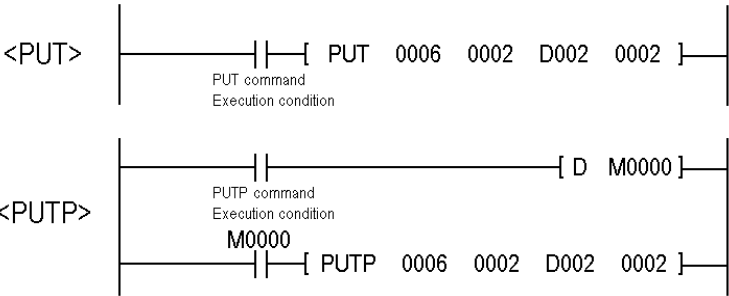 <PUT> PUT 0006 0002 D002 0002
PUT command
Execution condition
D M0000
PUTP command
<PUTP> Execution condition
M0000
PUTP 0006 0002 D002 0002